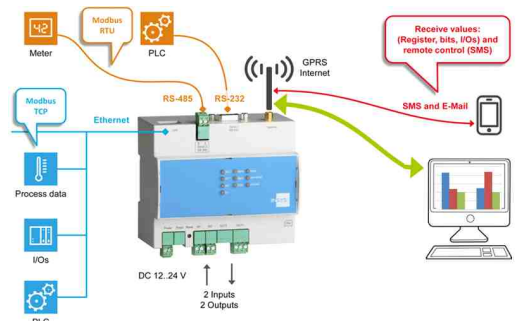 42
Modbus
RTU
Meter
PLC
GPRS
Internet
Receive values:
(Register, bits, I/Os) and
remote control (SMS)
RS-485
RS-232
SMS and E-Mail
Modbus
TCP
Ethernet
Process data
I/Os
PLC
DC 12..24 V
2 Inputs
2 Outputs